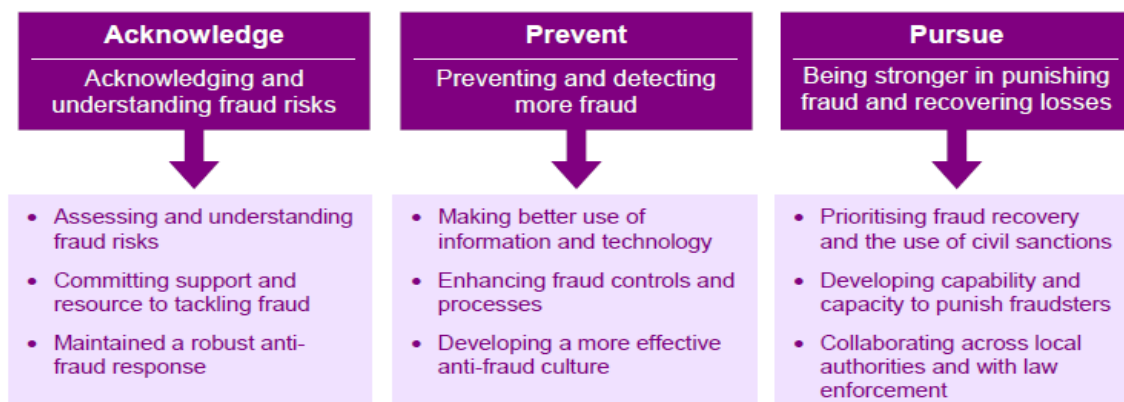 Acknowledge
Acknowledging and
understanding fraud risks
• Assessing and understanding
fraud risks
• Committing support and
resource to tackling fraud
• Maintained a robust anti-
fraud response
Prevent
Preventing and detecting
more fraud
• Making better use of
information and technology
• Enhancing fraud controls and
processes
• Developing a more effective
anti-fraud culture
Pursue
Being stronger in punishing
fraud and recovering losses
• Prioritising fraud recovery
and the use of civil sanctions
• Developing capability and
capacity to punish fraudsters
• Collaborating across local
authorities and with law
enforcement